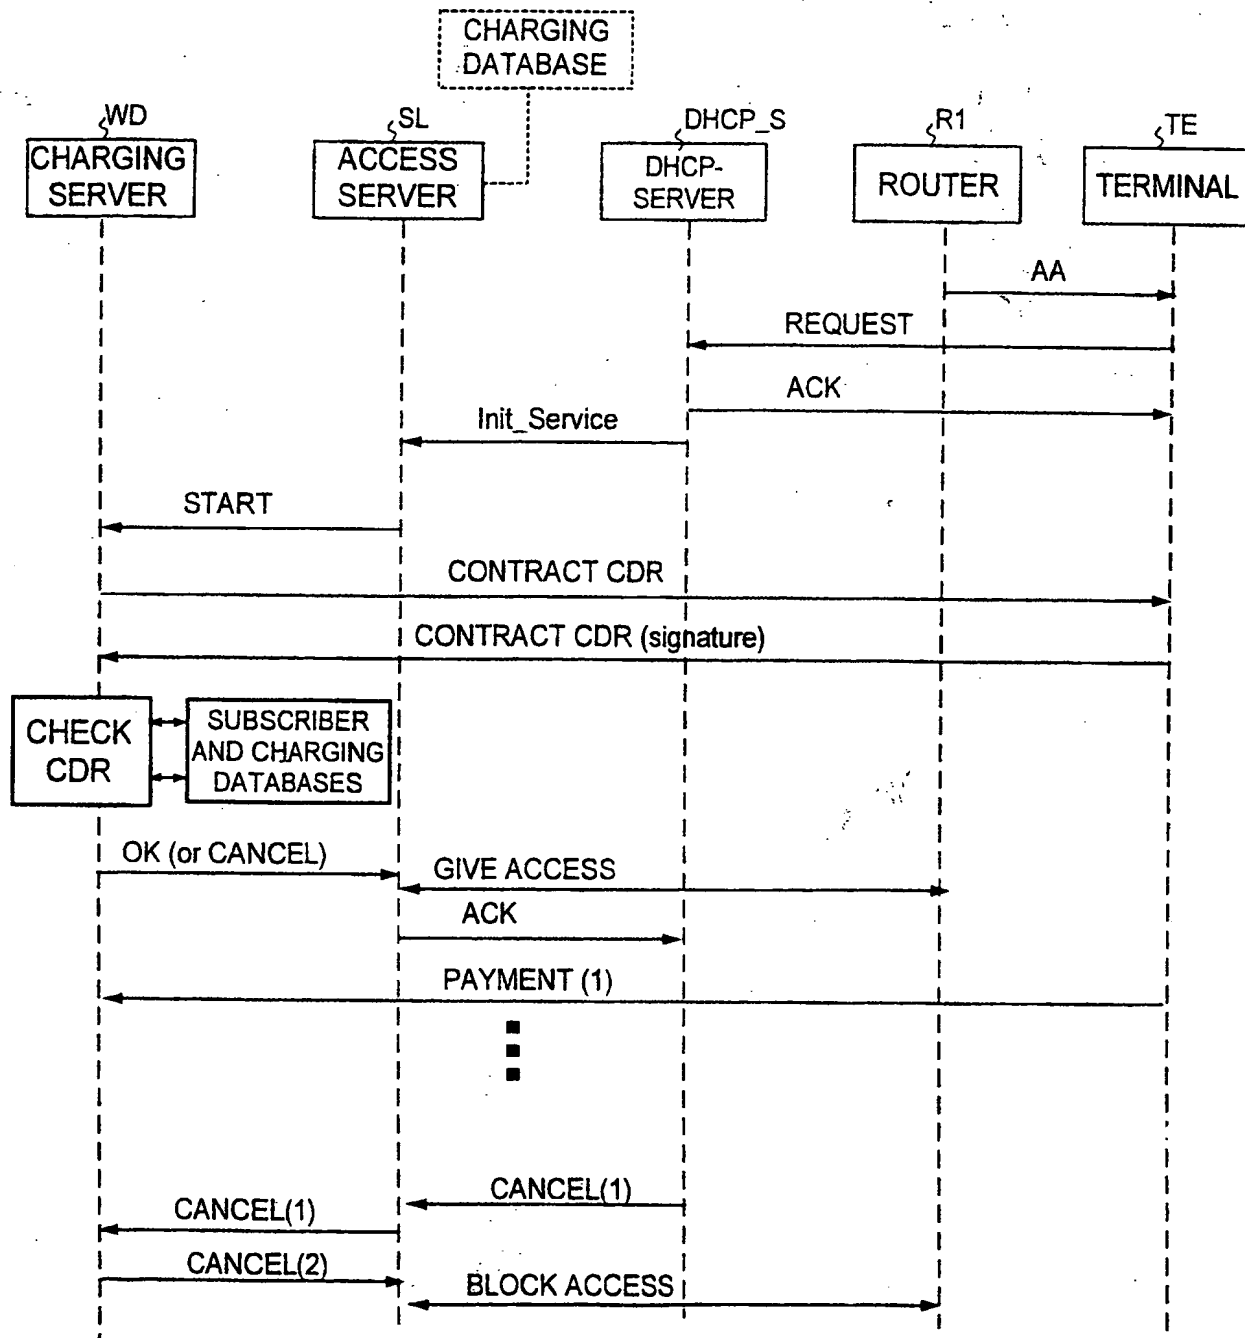 CHARGING
DATABASE
WD
SL
DHCP_S
R1
TE
CHARGING
SERVER
ACCESS
SERVER
DHCP-
SERVER
ROUTER
TERMINAL
AA
REQUEST
ACK
Init_Service
START
CONTRACT CDR
CONTRACT CDR (signature)
CHECK
CDR
SUBSCRIBER
AND CHARGING
DATABASES
OK (or CANCEL)
GIVE ACCESS
ACK
PAYMENT (1)
CANCEL(1)
CANCEL(1)
CANCEL(2)
BLOCK ACCESS